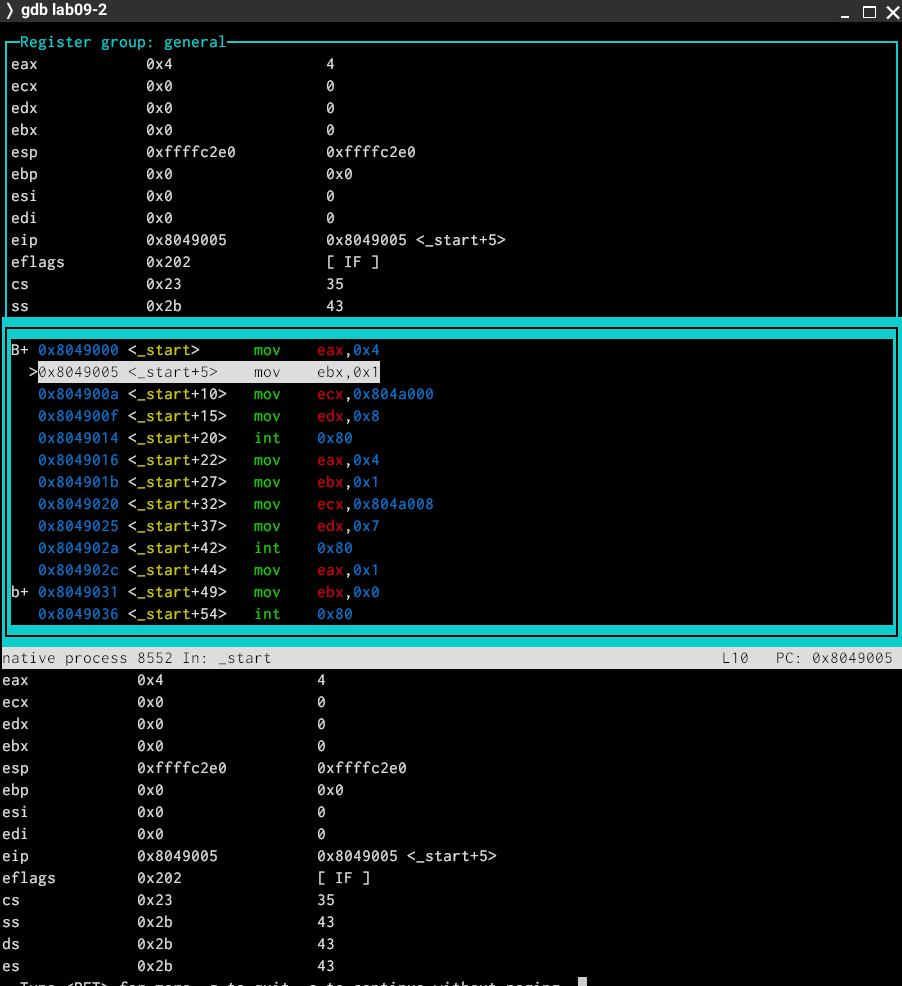 ❭ gdb lab09-2
Register group: general
eax 0x4 4
ecx 0x0 0
edx 0x0 0
ebx 0x0 0
esp 0xffffc2e0 0xffffc2e0
ebp 0x0 0x0
esi 0x0 0
edi 0x0 0
eip 0x8049005 0x8049005 <_start+5>
eflags 0x202 [ IF ]
cs 0x23 35
ss 0x2b 43
B+ 0x8049000 <_start> mov eax,0x4
>0x8049005 <_start+5> mov ebx,0x1
0x804900a <_start+10> mov ecx,0x804a000
0x804900f <_start+15> mov edx,0x8
0x8049014 <_start+20> int 0x80
0x8049016 <_start+22> mov eax,0x4
0x804901b <_start+27> mov ebx,0x1
0x8049020 <_start+32> mov ecx,0x804a008
0x8049025 <_start+37> mov edx,0x7
0x804902a <_start+42> int 0x80
0x804902c <_start+44> mov eax,0x1
b+ 0x8049031 <_start+49> mov ebx,0x0
0x8049036 <_start+54> int 0x80
native process 8552 In: _start L10 PC: 0x8049005
eax 0x4 4
ecx 0x0 0
edx 0x0 0
ebx 0x0 0
esp 0xffffc2e0 0xffffc2e0
ebp 0x0 0x0
esi 0x0 0
edi 0x0 0
eip 0x8049005 0x8049005 <_start+5>
eflags 0x202 [ IF ]
cs 0x23 35
ss 0x2b 43
ds 0x2b 43
es 0x2b 43
--Type <RET> for more, q to quit, c to continue without paging--